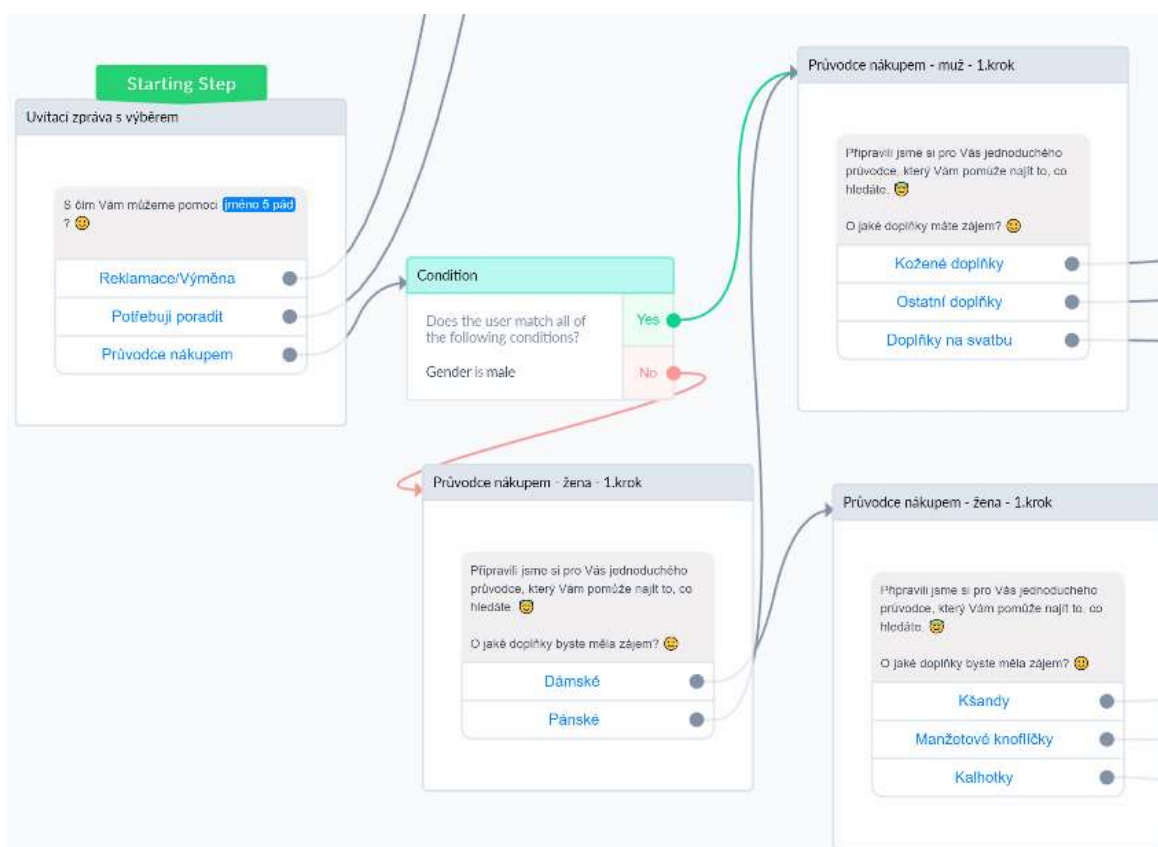 Starting Step
Uvítací zpráva s výběrem
S čím Vám můžeme pomoci jméno 5 pád
? 🙂
Reklamace/Výměna
Potřebuji poradit
Průvodce nákupem
Condition
Does the user match all of
the following conditions?
Gender is male
Yes
No
Průvodce nákupem - muž - 1.krok
Připravili jsme si pro Vás jednoduchého
průvodce, který Vám pomůže najít to, co
hledáte. 😇
O jaké doplňky máte zájem? 🙂
Kožené doplňky
Ostatní doplňky
Doplňky na svatbu
Průvodce nákupem - žena - 1.krok
Připravili jsme si pro Vás jednoduchého
průvodce, který Vám pomůže najít to, co
hledáte. 😇
O jaké doplňky byste měla zájem? 🙂
Dámské
Pánské
Průvodce nákupem - žena - 1.krok
Připravili jsme si pro Vás jednoduchého
průvodce, který Vám pomůže najít to, co
hledáte. 😇
O jaké doplňky byste měla zájem? 🙂
Kšandy
Manžetové knoflíčky
Kalhotky